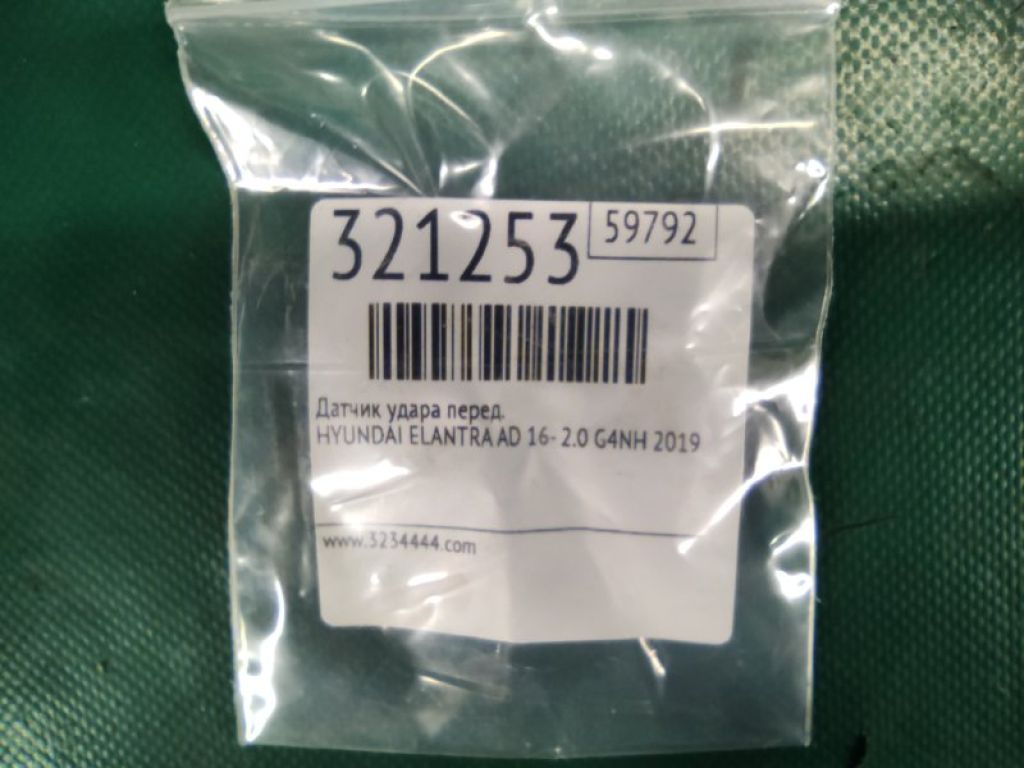 321253
59792
Датчик удара перед.
HYUNDAI ELANTRA AD 16- 2.0 G4NH 2019
www.3234444.com